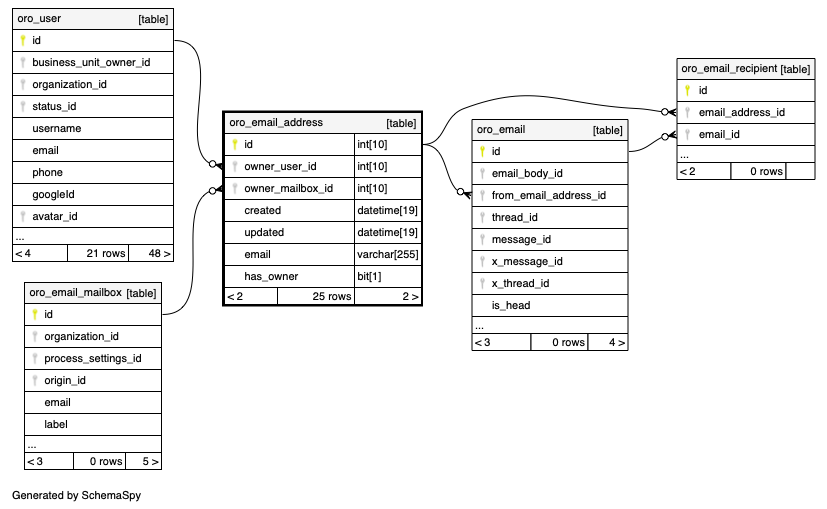 oro_user [table]
id
business_unit_owner_id
organization_id
status_id
username
email
phone
googleId
avatar_id
...
< 4 21 rows 48 >
oro_email_mailbox [table]
id
organization_id
process_settings_id
origin_id
email
label
...
< 3 0 rows 5 >
oro_email_address [table]
id int[10]
owner_user_id int[10]
owner_mailbox_id int[10]
created datetime[19]
updated datetime[19]
email varchar[255]
has_owner bit[1]
< 2 25 rows 2 >
oro_email [table]
id
email_body_id
from_email_address_id
thread_id
message_id
x_message_id
x_thread_id
is_head
...
< 3 0 rows 4 >
oro_email_recipient [table]
id
email_address_id
email_id
...
< 2 0 rows
Generated by SchemaSpy